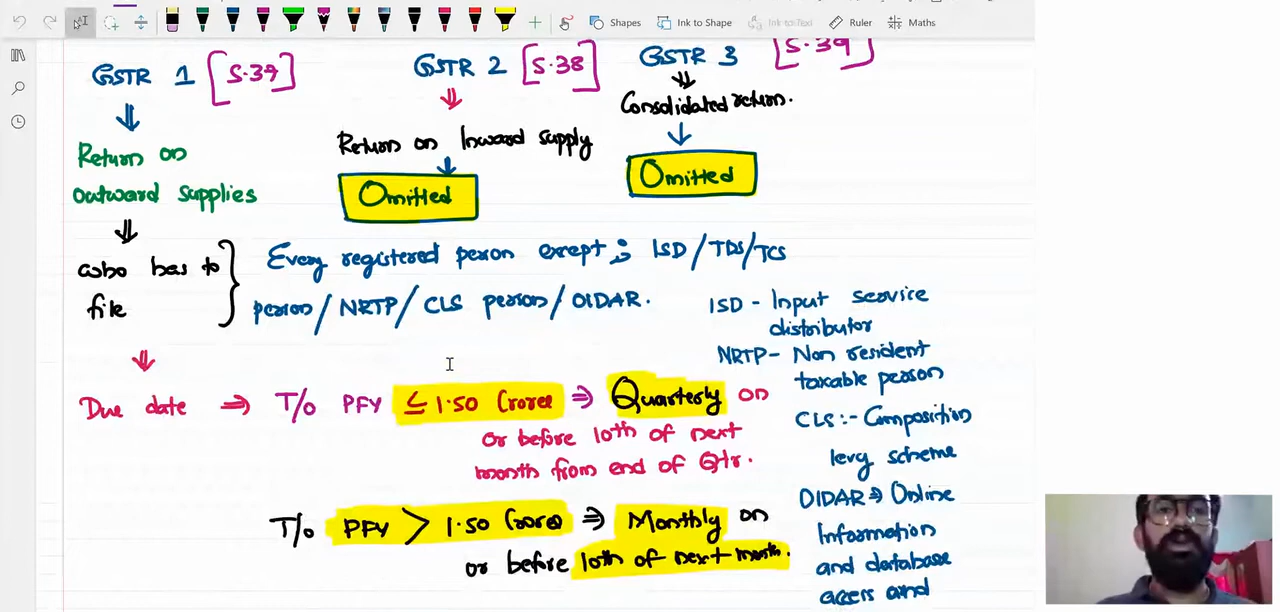 Shapes
Ink to Shape
Ink to Text
Ruler
Maths
GSTR 1 [S.37]
GSTR 2 [S.38]
GSTR 3 [S.39]
Consolidated return.
Omitted
Return on Inward supply
Omitted
Return on
outward supplies
who has to
file
Every registered person except ; ISD/TDS/TCS
person/NRTP/CLS person/OIDAR.
Due date ⇒ T/o PFY ≤ 1.50 Crores ⇒ Quarterly on
or before 10th of next
month from end of Qtr.
T/o PFY > 1.50 Crores ⇒ Monthly on
or before 10th of next month.
ISD - Input service
distributor
NRTP - Non resident
taxable person
CLS :- Composition
levy scheme
OIDAR ⇒ Online
Information
and database
access and